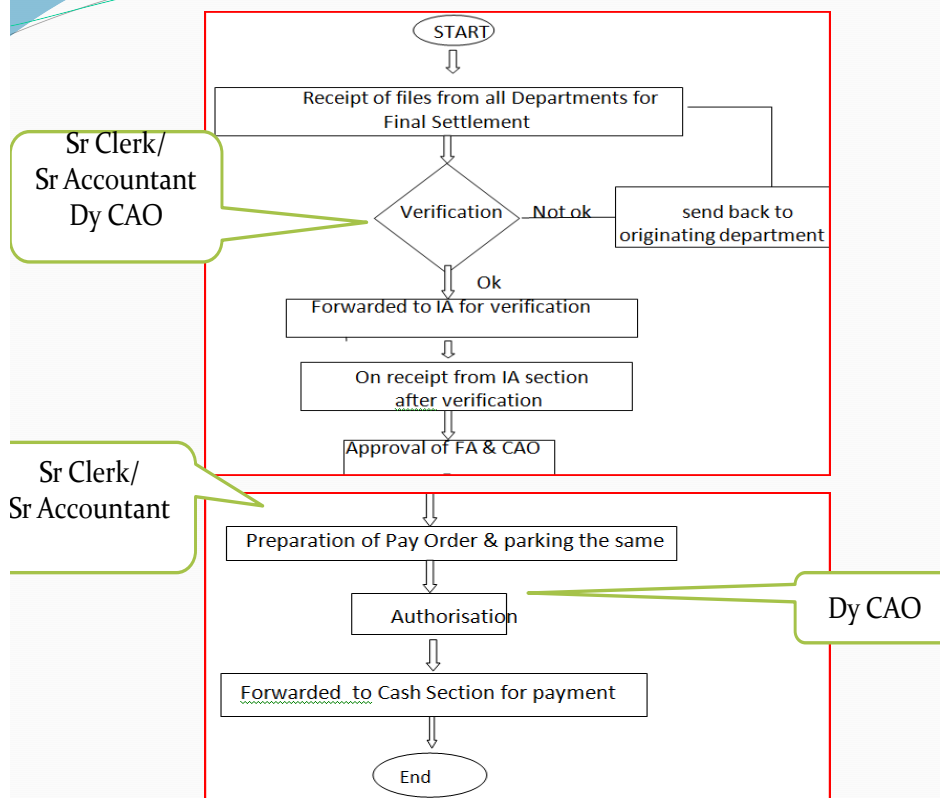 START
Receipt of files from all Departments for
Final Settlement
Sr Clerk/
Sr Accountant
Dy CAO
Verification
Not ok
send back to
originating department
Ok
Forwarded to IA for verification
On receipt from IA section
after verification
Approval of FA & CAO
Sr Clerk/
Sr Accountant
Preparation of Pay Order & parking the same
Authorisation
Dy CAO
Forwarded to Cash Section for payment
End